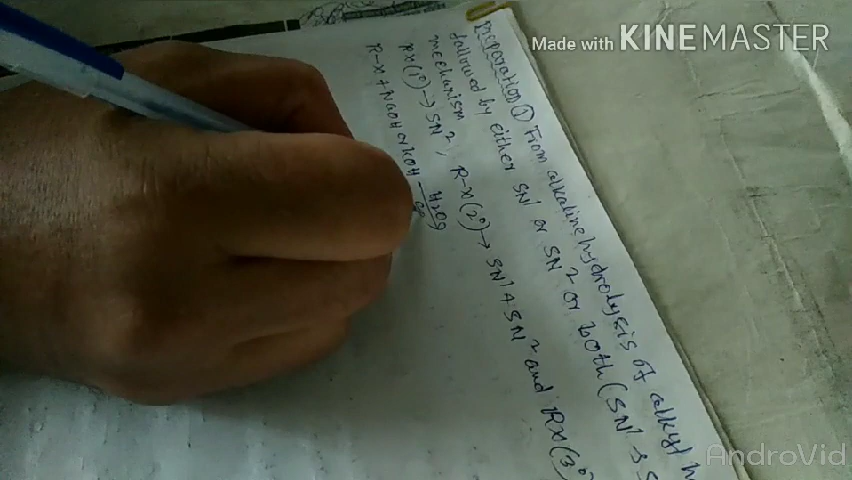 Made with KINEMASTER
Preparation ① From alkaline hydrolysis of alkyl h
followed by either SN1 or SN2 or both (SN1 & S
mechanism
RX(1°) → SN2, R-X(2°) → SN1 + SN2 and RX(3°)
R-X + NaOH or KOH H2O
AndroVid